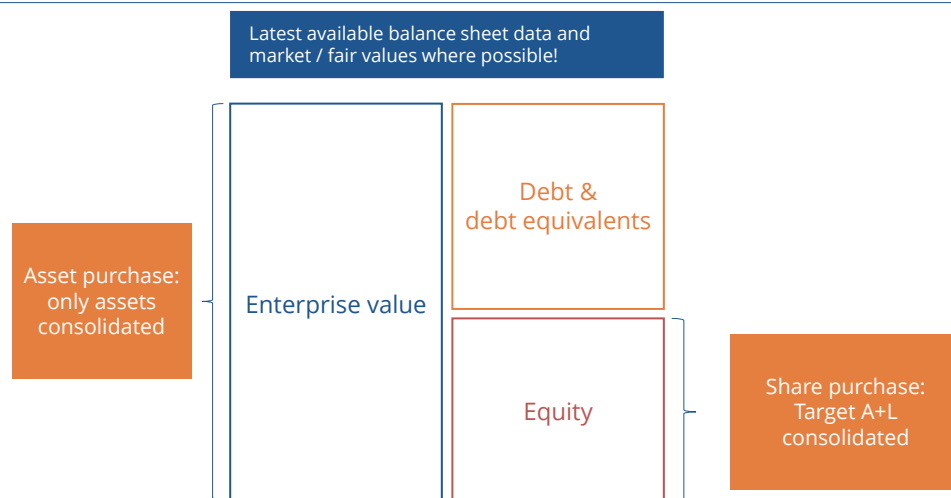 Latest available balance sheet data and
market / fair values where possible!
Debt &
debt equivalents
Asset purchase:
only assets
consolidated
Enterprise value
Equity
Share purchase:
Target A+L
consolidated